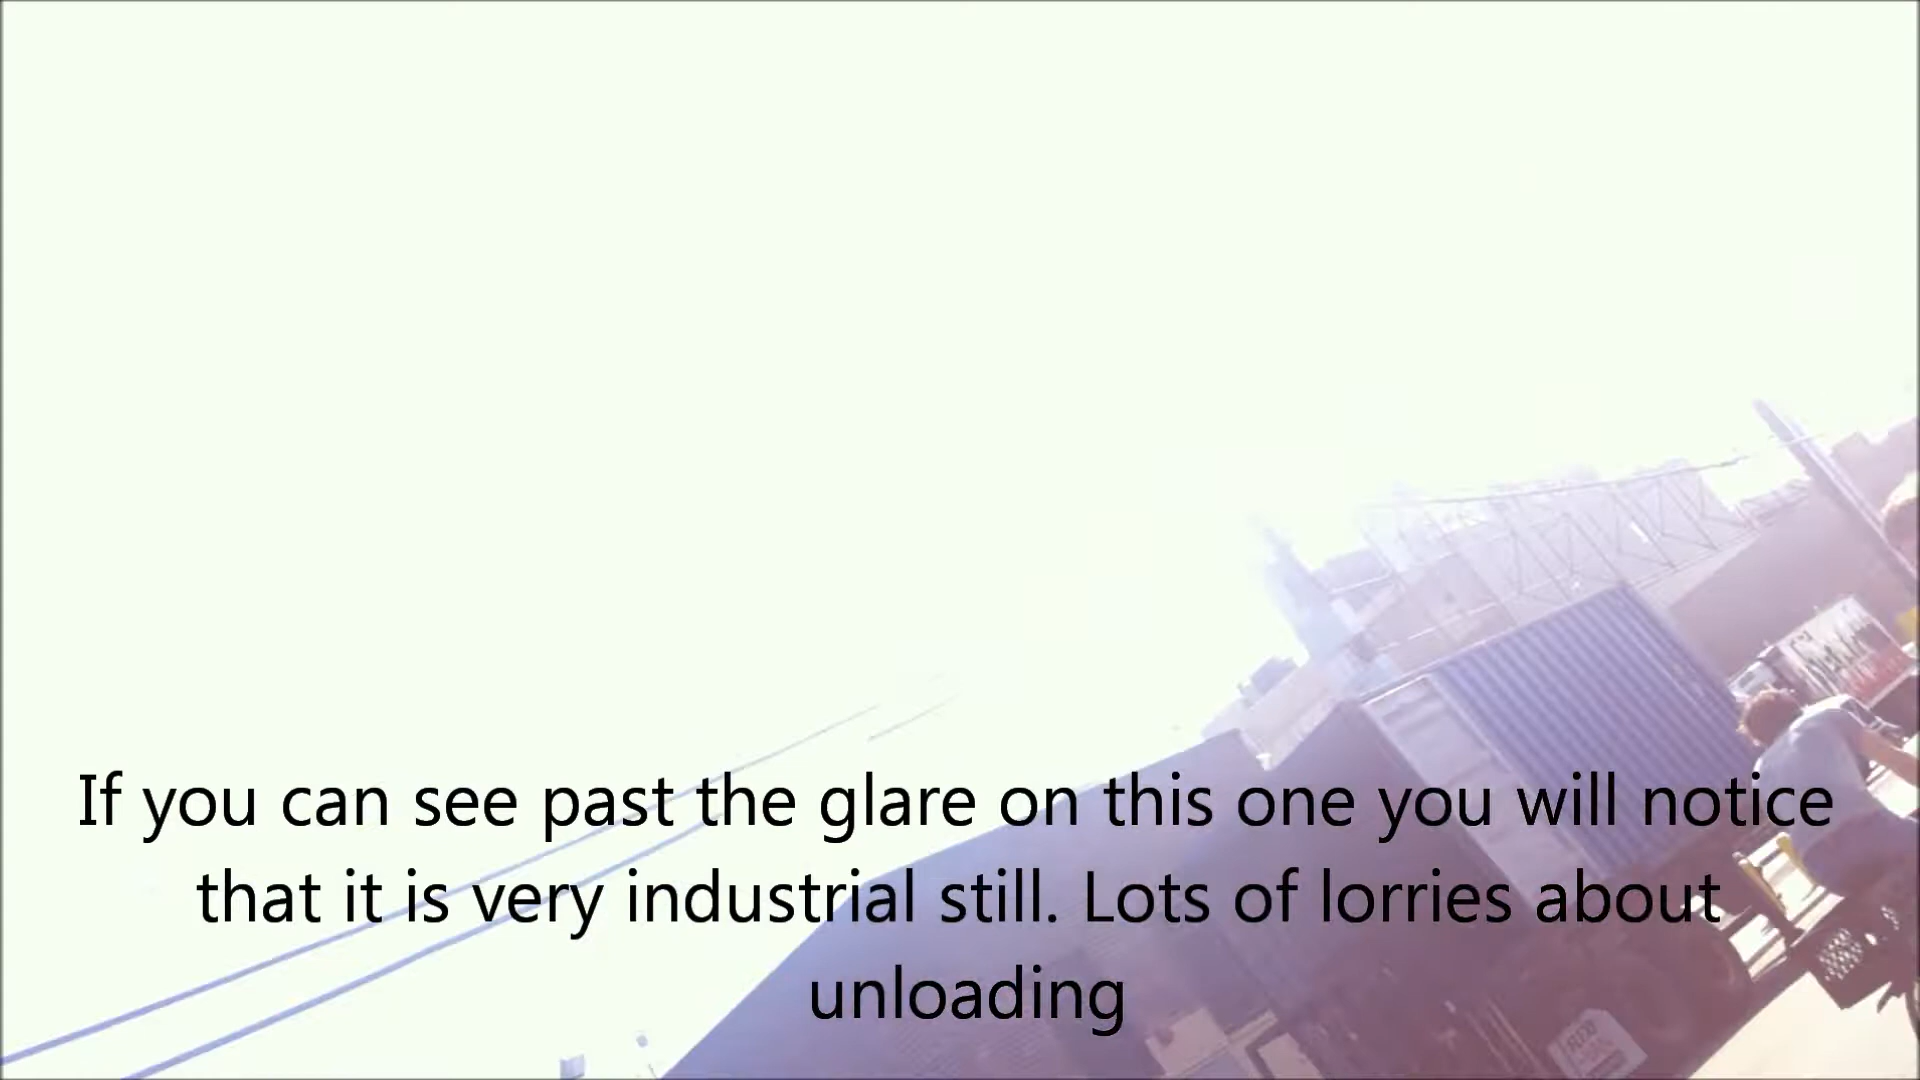 If you can see past the glare on this one you will notice
that it is very industrial still. Lots of lorries about
unloading